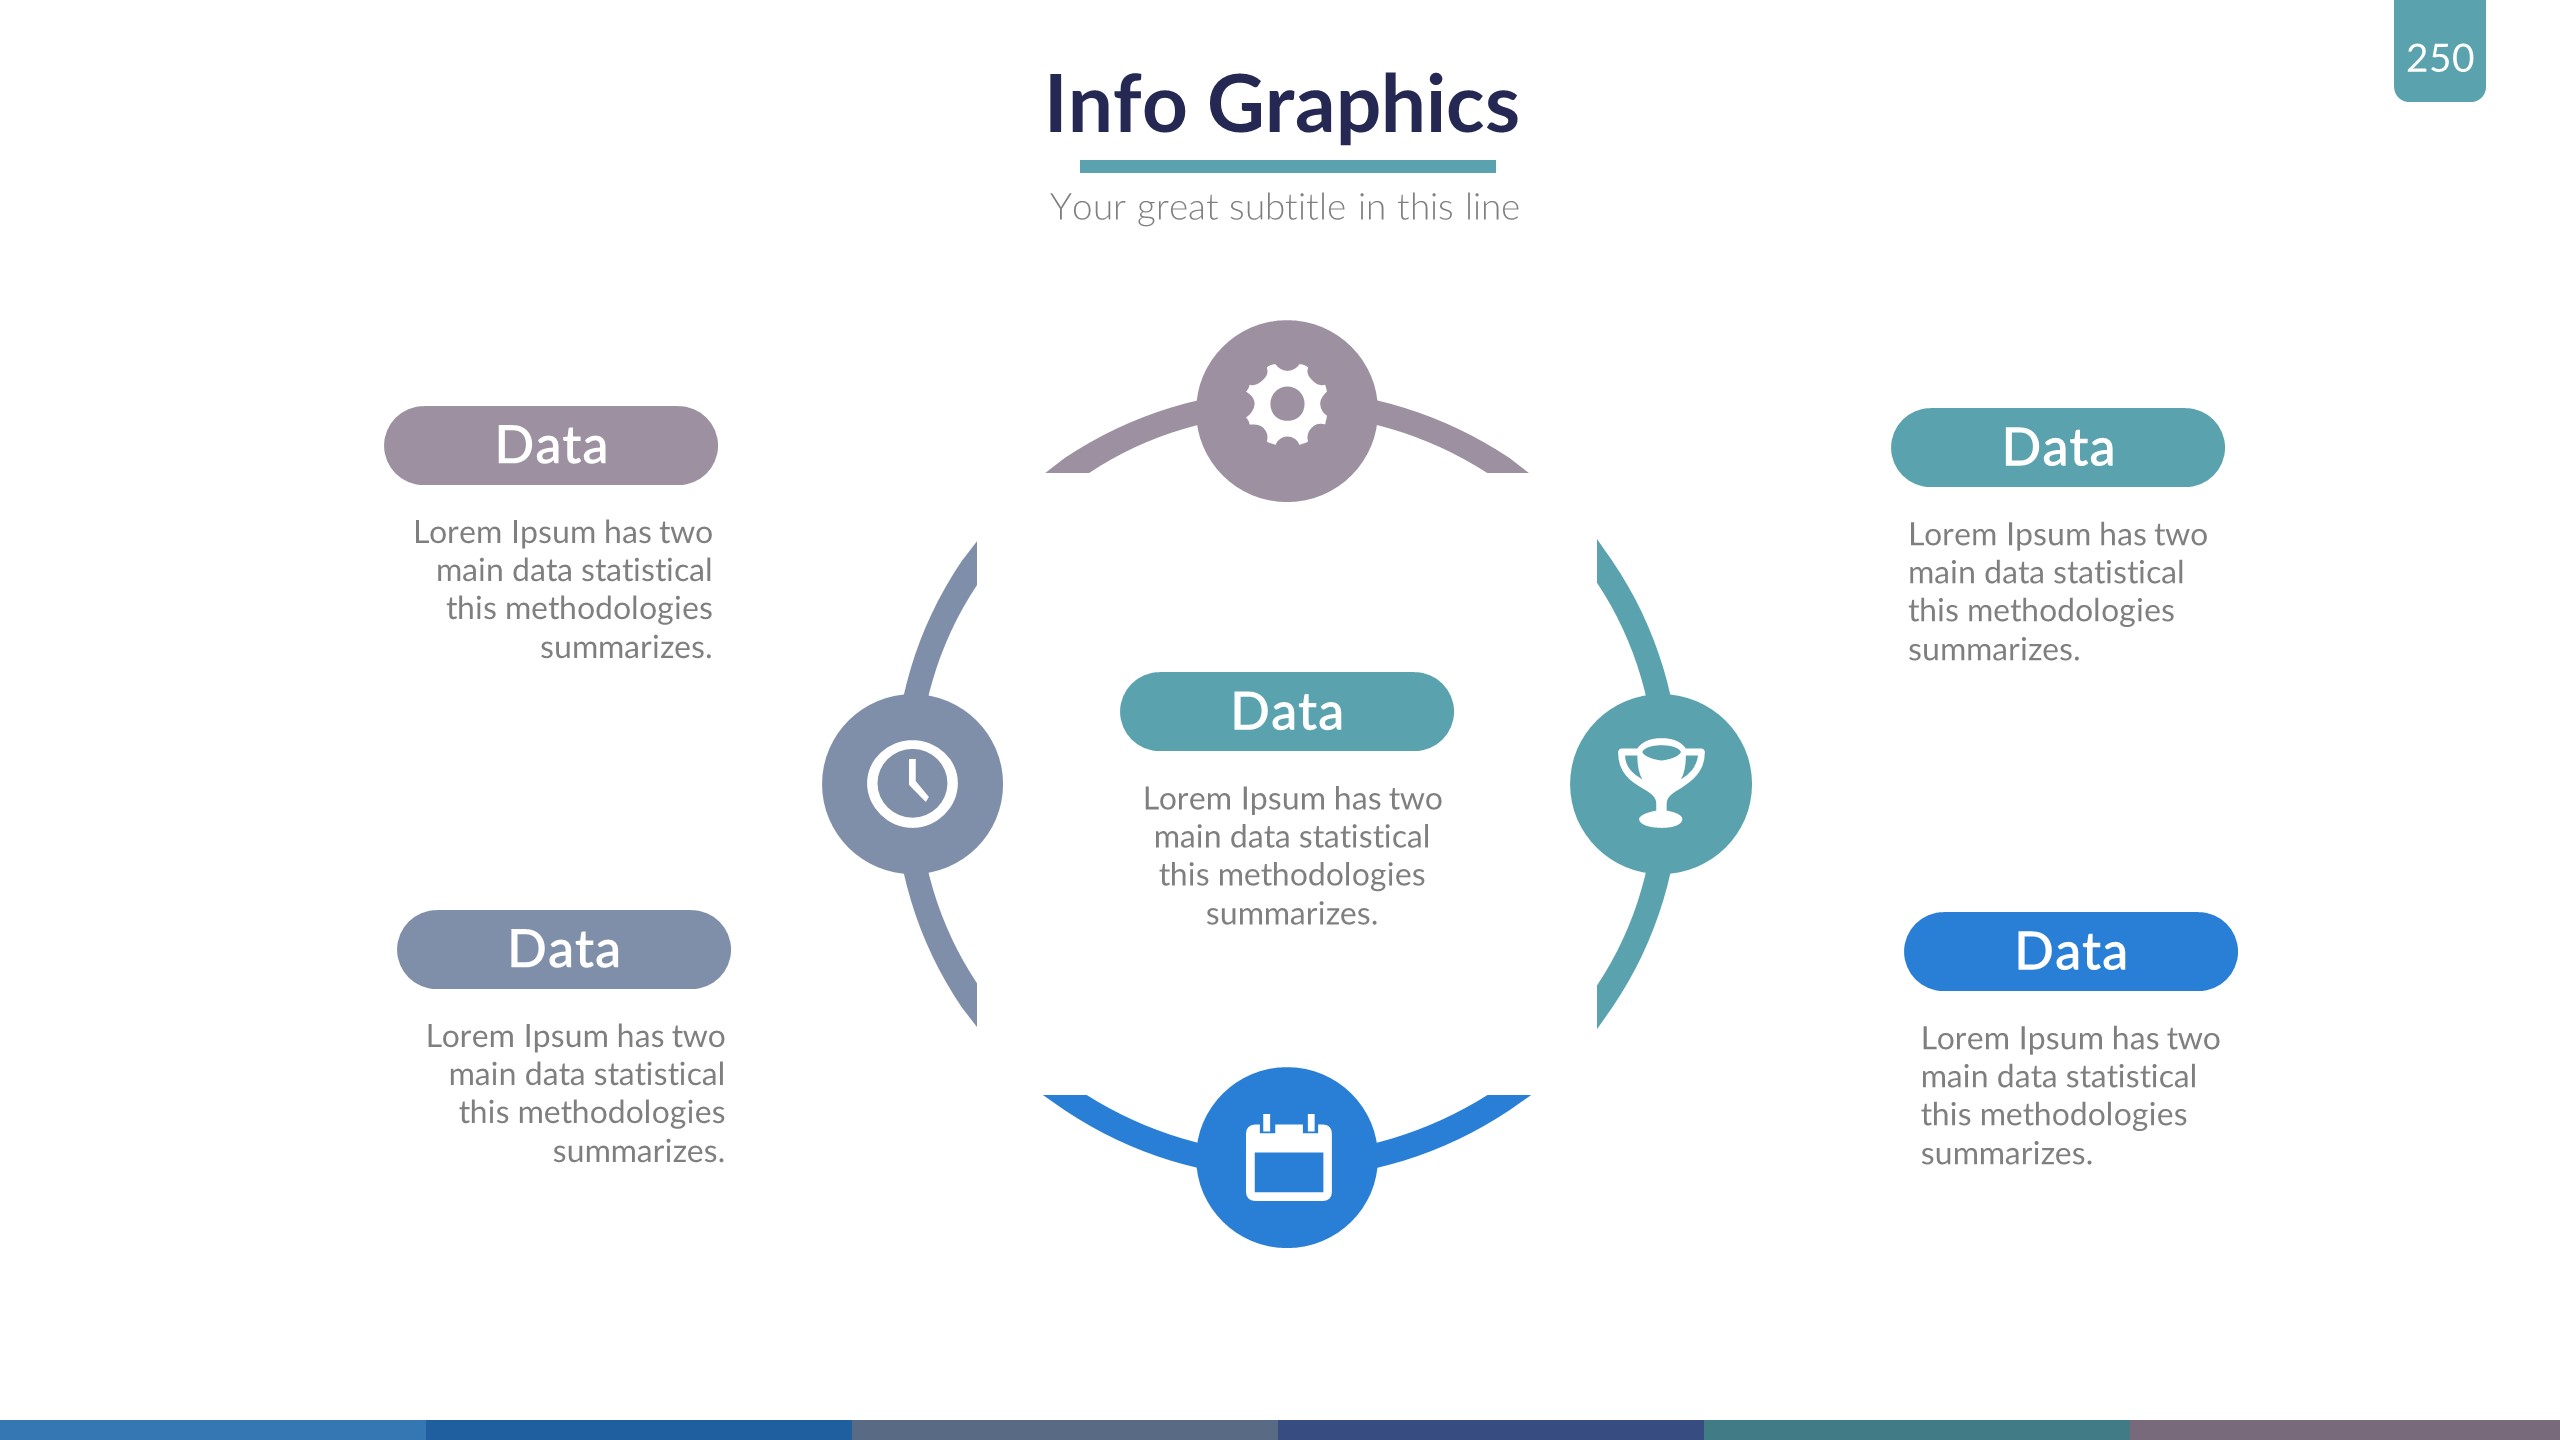 250
Info Graphics
Your great subtitle in this line
Data
Lorem Ipsum has two
main data statistical
this methodologies
summarizes.
Data
Lorem Ipsum has two
main data statistical
this methodologies
summarizes.
Data
Lorem Ipsum has two
main data statistical
this methodologies
summarizes.
Data
Lorem Ipsum has two
main data statistical
this methodologies
summarizes.
Data
Lorem Ipsum has two
main data statistical
this methodologies
summarizes.